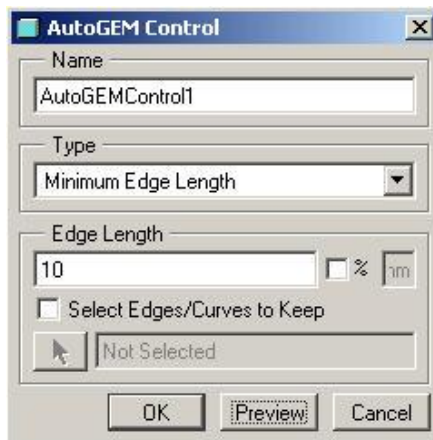 AutoGEM Control
Name
AutoGEMControl1
Type
Minimum Edge Length
Edge Length
10 %
Select Edges/Curves to Keep
Not Selected
OK Preview Cancel